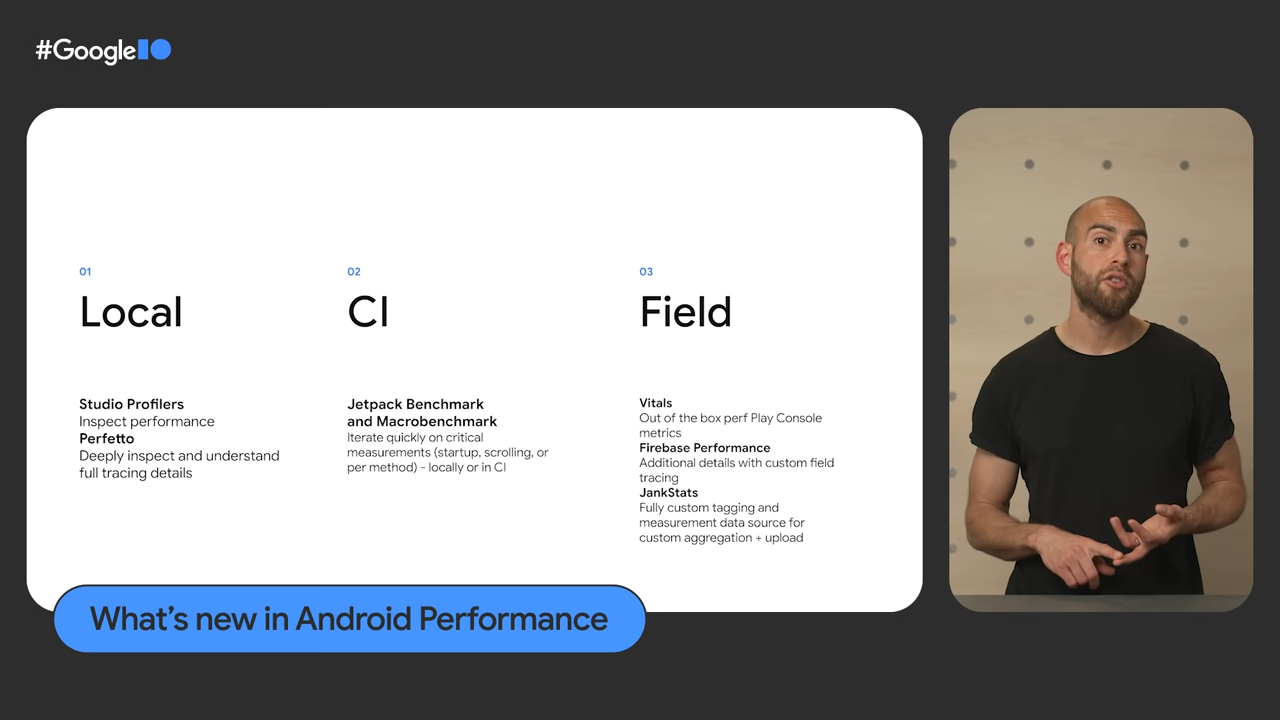 #Google IO
01
Local
Studio Profilers
Inspect performance
Perfetto
Deeply inspect and understand
full tracing details
02
CI
Jetpack Benchmark
and Macrobenchmark
Iterate quickly on critical
measurements (startup, scrolling, or
per method) - locally or in CI
03
Field
Vitals
Out of the box perf Play Console
metrics
Firebase Performance
Additional details with custom field
tracing
JankStats
Fully custom tagging and
measurement data source for
custom aggregation + upload
What's new in Android Performance